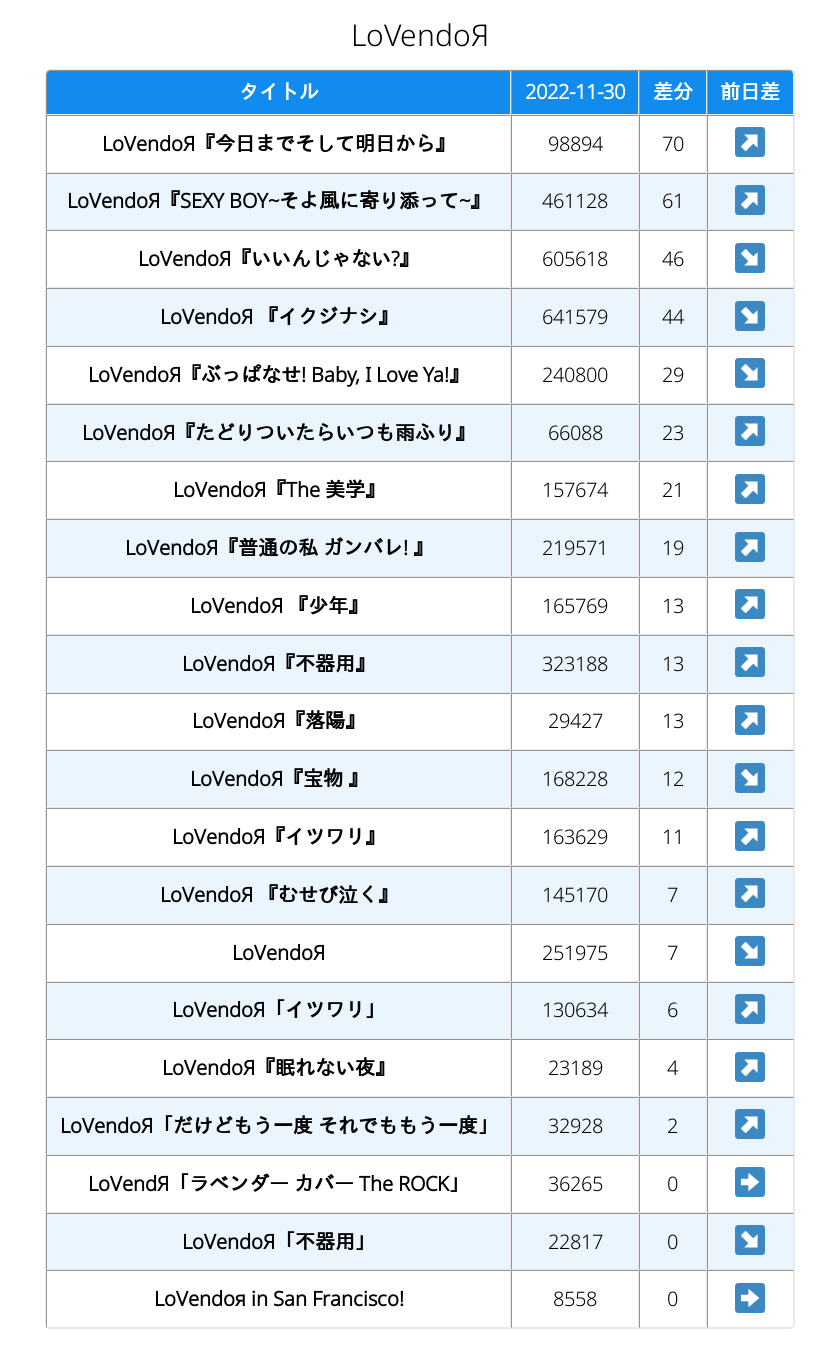 LoVendoЯ
タイトル 2022-11-30 差分 前日差
LoVendoЯ『今日までそして明日から』 98894 70 ↗
LoVendoЯ『SEXY BOY~そよ風に寄り添って~』 461128 61 ↗
LoVendoЯ『いいんじゃない?』 605618 46 ↘
LoVendoЯ 『イクジナシ』 641579 44 ↘
LoVendoЯ『ぶっぱなせ! Baby, I Love Ya!』 240800 29 ↘
LoVendoЯ『たどりついたらいつも雨ふり』 66088 23 ↗
LoVendoЯ『The 美学』 157674 21 ↗
LoVendoЯ『普通の私 ガンバレ! 』 219571 19 ↗
LoVendoЯ 『少年』 165769 13 ↗
LoVendoЯ『不器用』 323188 13 ↗
LoVendoЯ『落陽』 29427 13 ↗
LoVendoЯ『宝物 』 168228 12 ↘
LoVendoЯ『イツワリ』 163629 11 ↗
LoVendoЯ 『むせび泣く』 145170 7 ↗
LoVendoЯ 251975 7 ↘
LoVendoЯ「イツワリ」 130634 6 ↗
LoVendoЯ『眠れない夜』 23189 4 ↗
LoVendoЯ「だけどもう一度 それでももう一度」 32928 2 ↗
LoVendЯ「ラベンダー カバー The ROCK」 36265 0 ➡
LoVendoЯ「不器用」 22817 0 ↘
LoVendoя in San Francisco! 8558 0 ➡